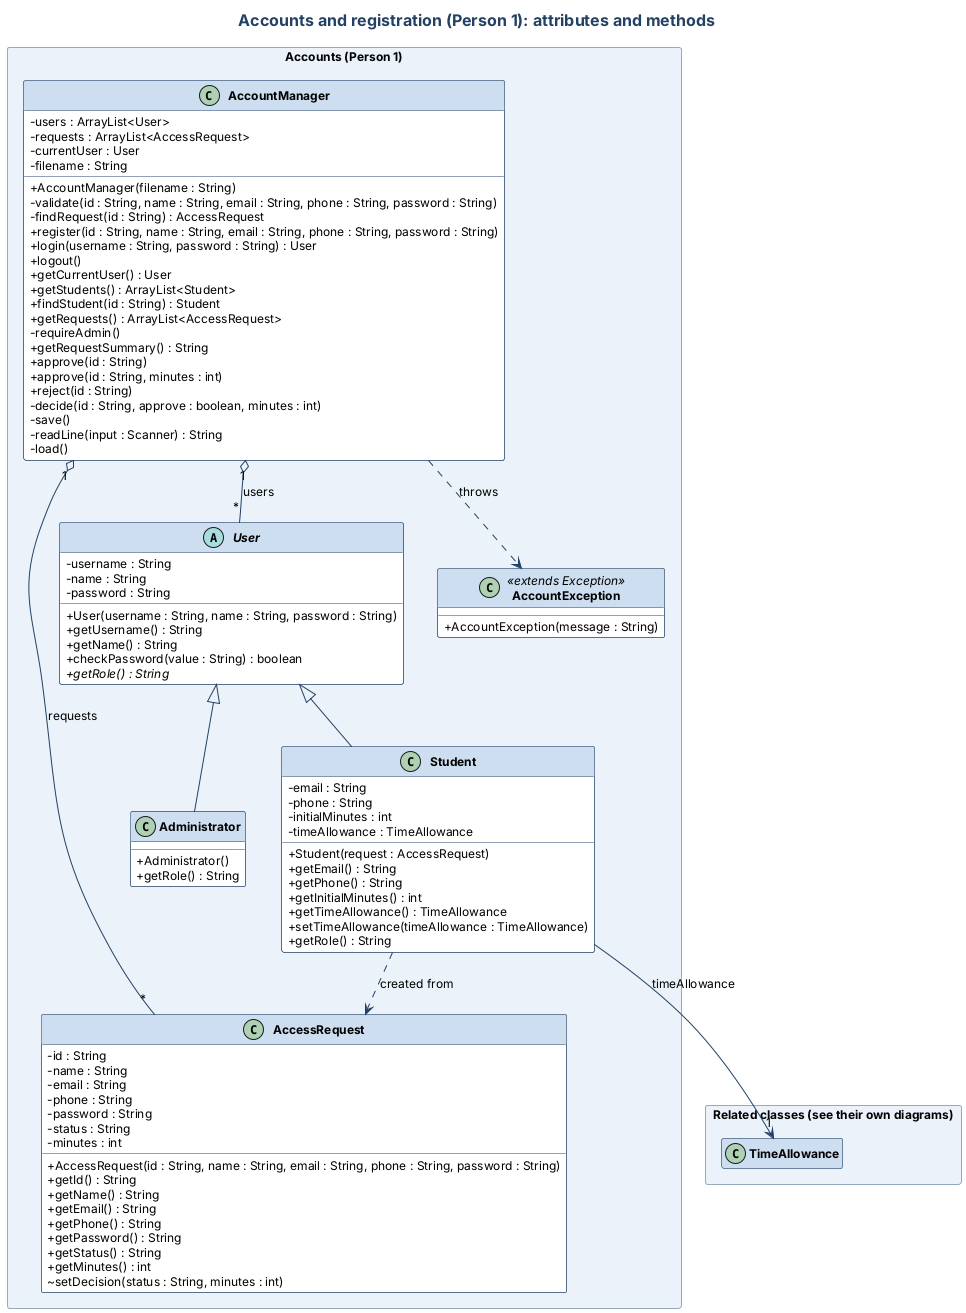 Accounts and registration (Person 1): attributes and methods
Accounts (Person 1)
C AccountManager
-users : ArrayList<User>
-requests : ArrayList<AccessRequest>
-currentUser : User
-filename : String
+AccountManager(filename : String)
-validate(id : String, name : String, email : String, phone : String, password : String)
-findRequest(id : String) : AccessRequest
+register(id : String, name : String, email : String, phone : String, password : String)
+login(username : String, password : String) : User
+logout()
+getCurrentUser() : User
+getStudents() : ArrayList<Student>
+findStudent(id : String) : Student
+getRequests() : ArrayList<AccessRequest>
-requireAdmin()
+getRequestSummary() : String
+approve(id : String)
+approve(id : String, minutes : int)
+reject(id : String)
-decide(id : String, approve : boolean, minutes : int)
-save()
-readLine(input : Scanner) : String
-load()
1
1
users
throws
*
A User
-username : String
-name : String
-password : String
+User(username : String, name : String, password : String)
+getUsername() : String
+getName() : String
+checkPassword(value : String) : boolean
+getRole() : String
«extends Exception»
C AccountException
+AccountException(message : String)
requests
C Student
-email : String
-phone : String
-initialMinutes : int
-timeAllowance : TimeAllowance
+Student(request : AccessRequest)
+getEmail() : String
+getPhone() : String
+getInitialMinutes() : int
+getTimeAllowance() : TimeAllowance
+setTimeAllowance(timeAllowance : TimeAllowance)
+getRole() : String
C Administrator
+Administrator()
+getRole() : String
created from
timeAllowance
*
C AccessRequest
-id : String
-name : String
-email : String
-phone : String
-password : String
-status : String
-minutes : int
+AccessRequest(id : String, name : String, email : String, phone : String, password : String)
+getId() : String
+getName() : String
+getEmail() : String
+getPhone() : String
+getPassword() : String
+getStatus() : String
+getMinutes() : int
~setDecision(status : String, minutes : int)
Related classes (see their own diagrams)
1
C TimeAllowance